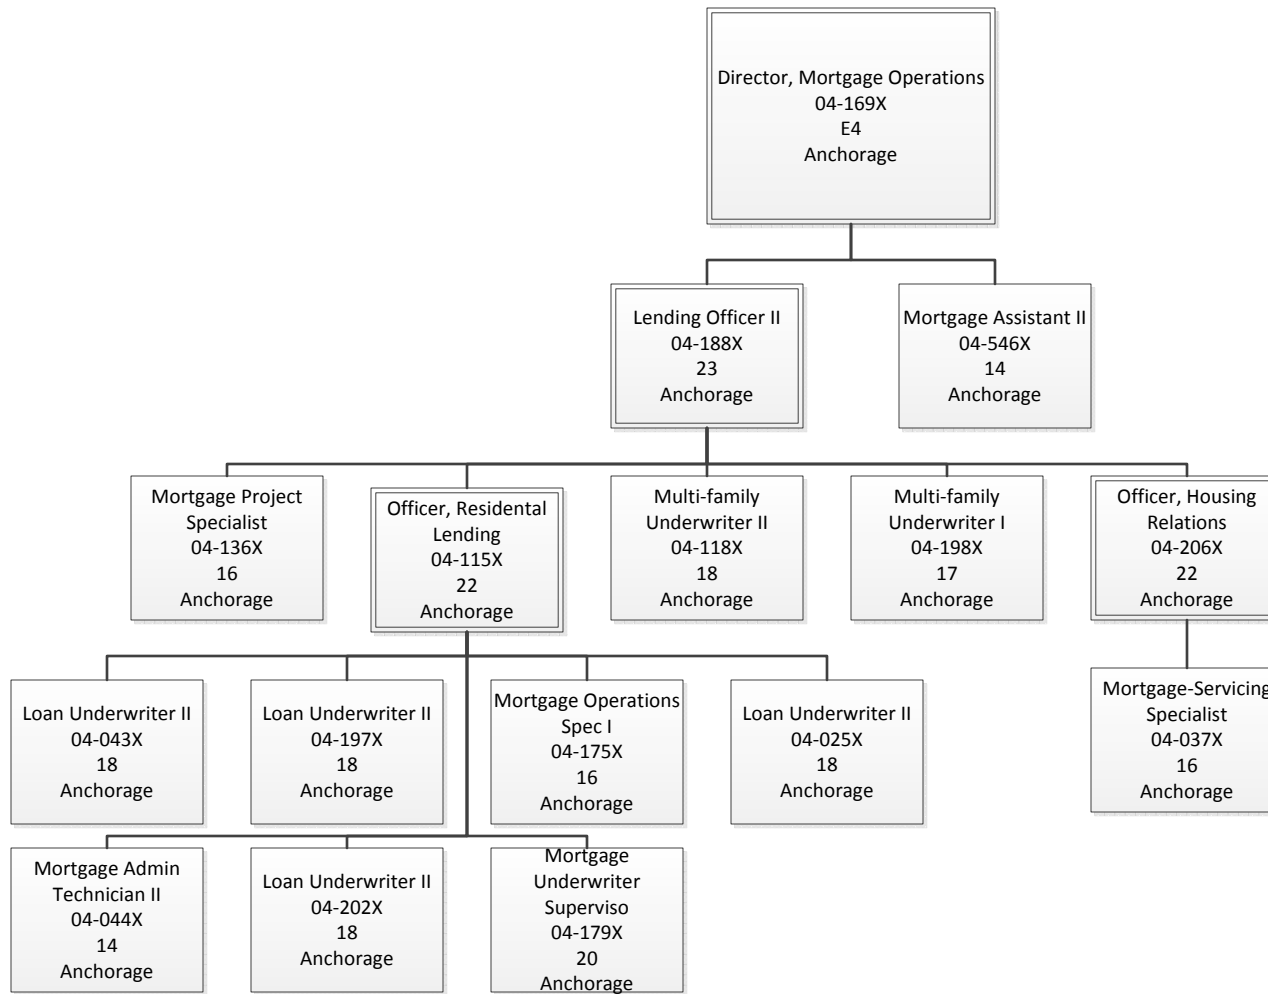 Director, Mortgage Operations
04-169X
E4
Anchorage
Lending Officer II
04-188X
23
Anchorage
Mortgage Assistant II
04-546X
14
Anchorage
Mortgage Project
Specialist
04-136X
16
Anchorage
Officer, Residental
Lending
04-115X
22
Anchorage
Multi-family
Underwriter II
04-118X
18
Anchorage
Multi-family
Underwriter I
04-198X
17
Anchorage
Officer, Housing
Relations
04-206X
22
Anchorage
Loan Underwriter II
04-043X
18
Anchorage
Loan Underwriter II
04-197X
18
Anchorage
Mortgage Operations
Spec I
04-175X
16
Anchorage
Loan Underwriter II
04-025X
18
Anchorage
Mortgage-Servicing
Specialist
04-037X
16
Anchorage
Mortgage Admin
Technician II
04-044X
14
Anchorage
Loan Underwriter II
04-202X
18
Anchorage
Mortgage
Underwriter
Superviso
04-179X
20
Anchorage